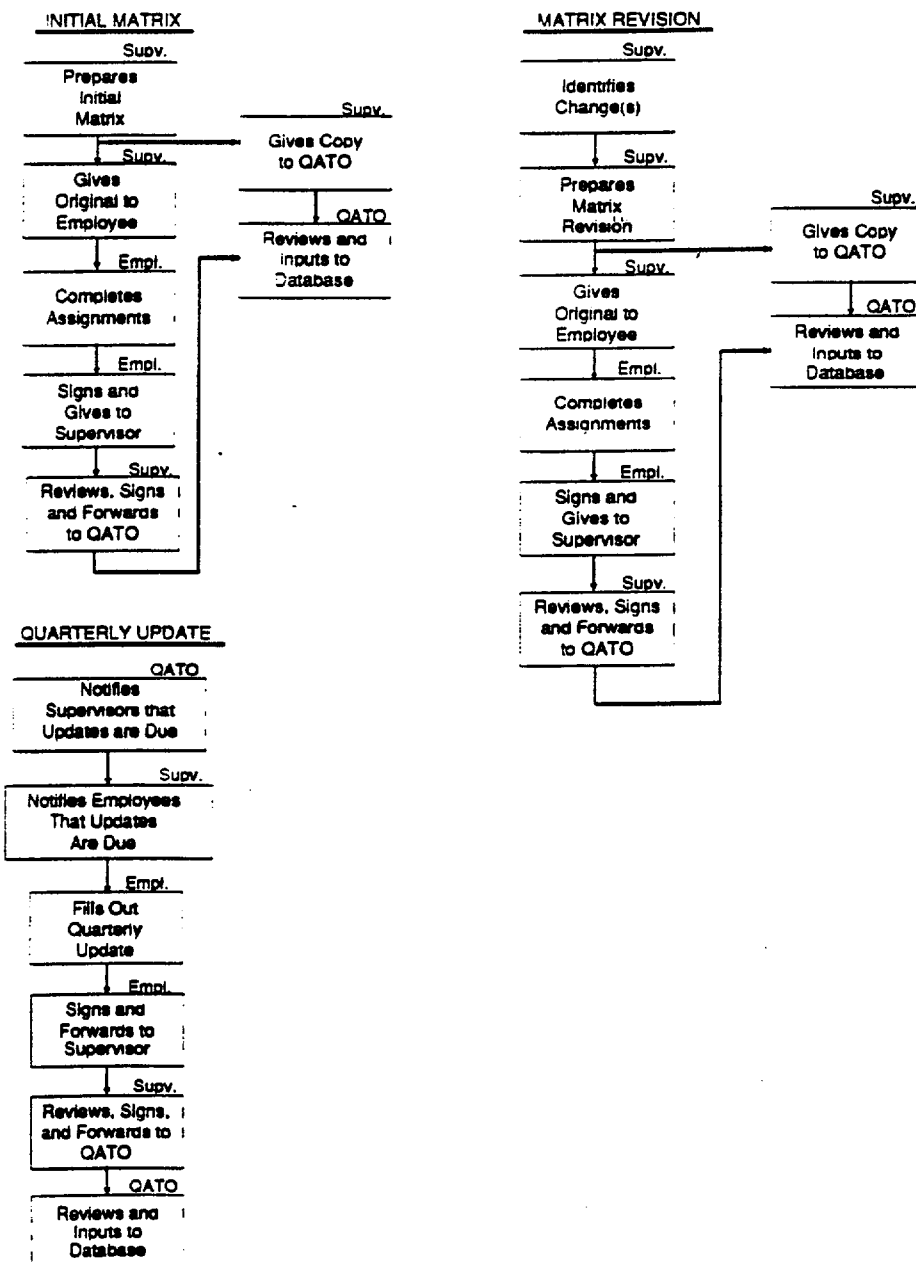 INITIAL MATRIX
Supv.
Prepares
Initial
Matrix
Supv.
Gives
Original to
Employee
Empl.
Completes
Assignments
Empl.
Signs and
Gives to
Supervisor
Supv.
Reviews, Signs
and Forwards
to QATO
Supv.
Gives Copy
to QATO
QATO
Reviews and
Inputs to
Database
MATRIX REVISION
Supv.
Identifies
Change(s)
Supv.
Prepares
Matrix
Revision
Supv.
Gives
Original to
Employee
Empl.
Completes
Assignments
Empl.
Signs and
Gives to
Supervisor
Supv.
Reviews, Signs
and Forwards
to QATO
Supv.
Gives Copy
to QATO
QATO
Reviews and
Inputs to
Database
QUARTERLY UPDATE
QATO
Notifies
Supervisors that
Updates are Due
Supv.
Notifies Employees
That Updates
Are Due
Empl.
Fills Out
Quarterly
Update
Empl.
Signs and
Forwards to
Supervisor
Supv.
Reviews, Signs,
and Forwards to
QATO
QATO
Reviews and
Inputs to
Database